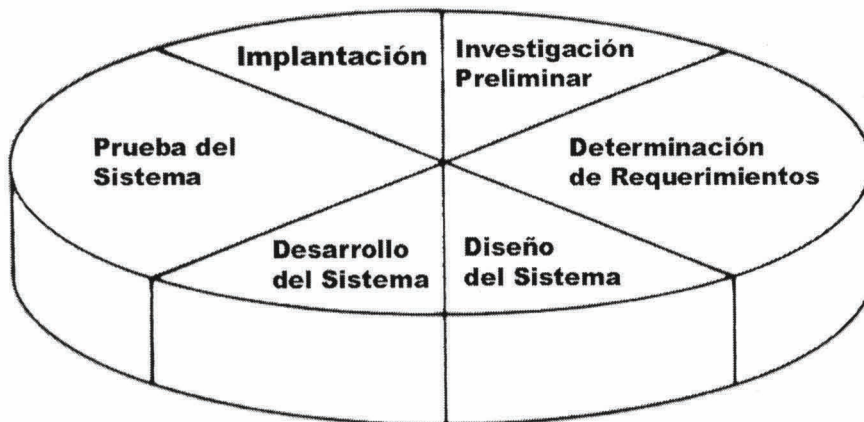 Implantación
Investigación
Preliminar
Prueba del
Sistema
Determinación
de Requerimientos
Desarrollo
del Sistema
Diseño
del Sistema